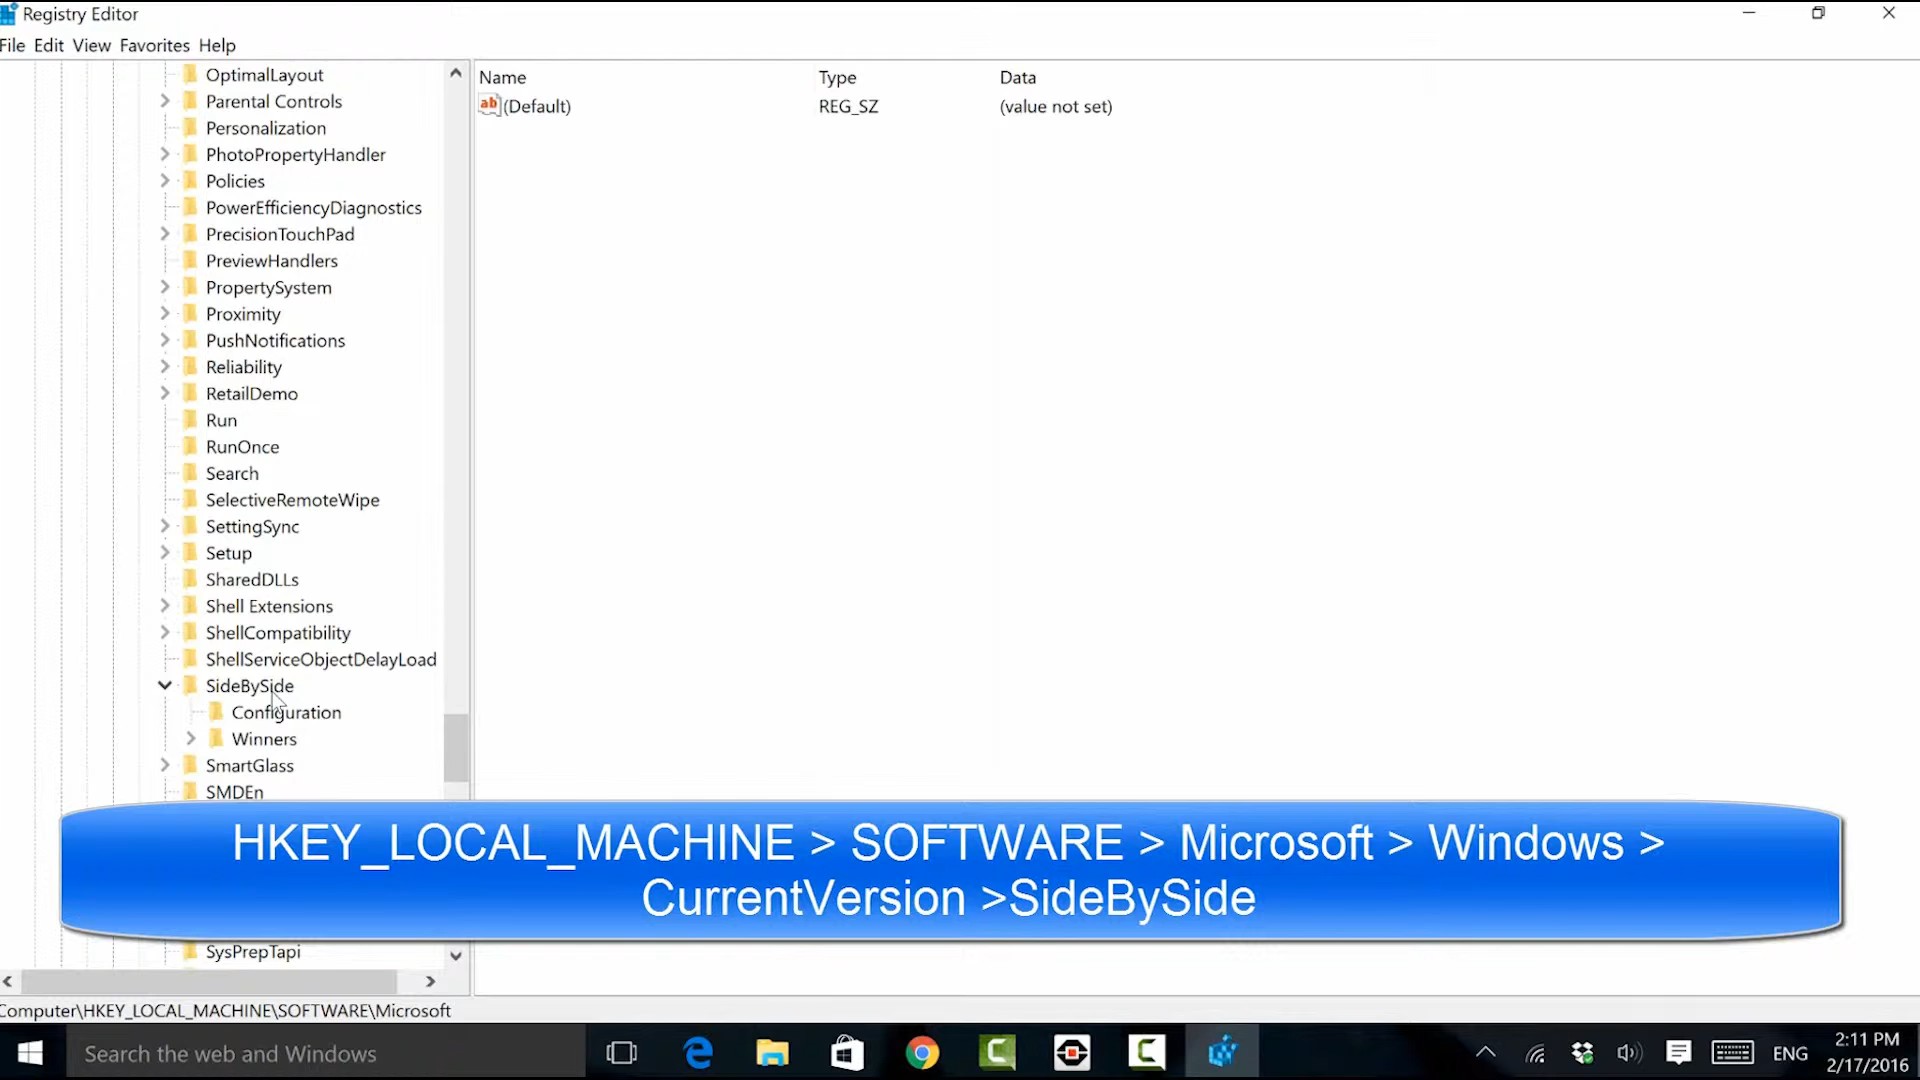 Registry Editor
File Edit View Favorites Help
OptimalLayout
Parental Controls
Personalization
PhotoPropertyHandler
Policies
PowerEfficiencyDiagnostics
PrecisionTouchPad
PreviewHandlers
PropertySystem
Proximity
PushNotifications
Reliability
RetailDemo
Run
RunOnce
Search
SelectiveRemoteWipe
SettingSync
Setup
SharedDLLs
Shell Extensions
ShellCompatibility
ShellServiceObjectDelayLoad
SideBySide
Configuration
Winners
SmartGlass
SMDEn
SysPrepTapi
Name Type Data
ab (Default) REG_SZ (value not set)
HKEY_LOCAL_MACHINE > SOFTWARE > Microsoft > Windows >
CurrentVersion >SideBySide
Computer\HKEY_LOCAL_MACHINE\SOFTWARE\Microsoft
Search the web and Windows
ENG
2:11 PM
2/17/2016